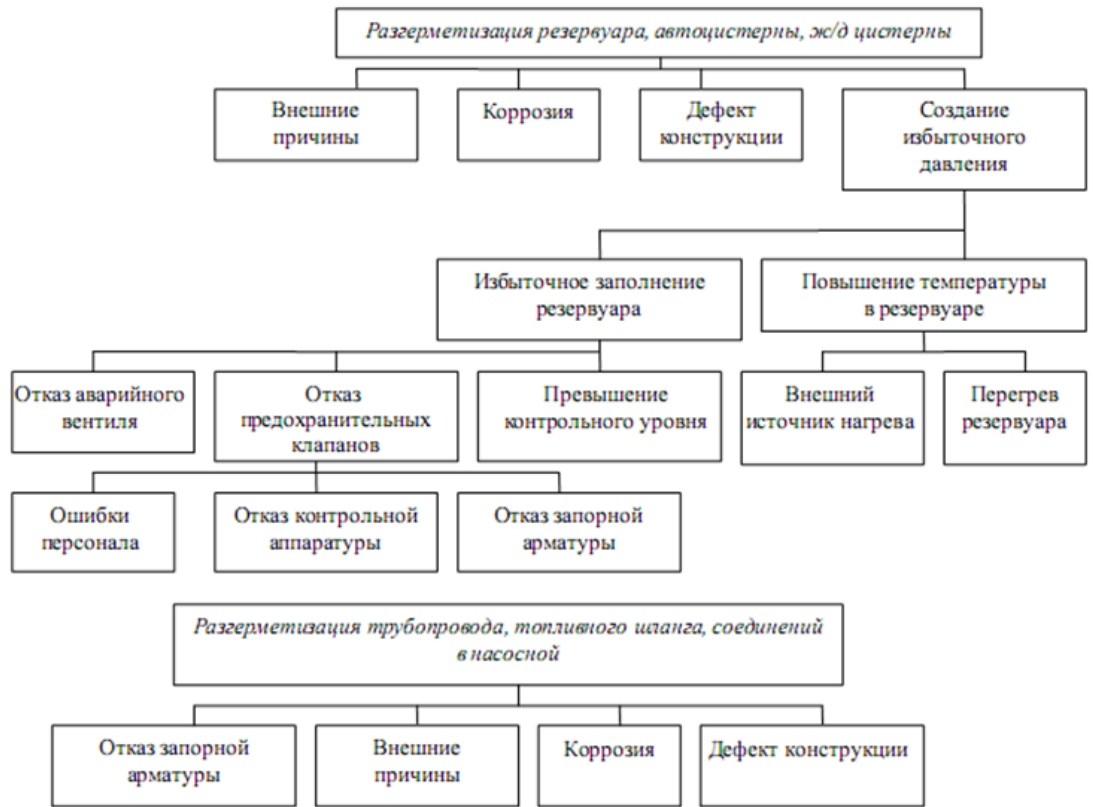 Разгерметизация резервуара, автоцистерны, ж/д цистерны
Внешние
причины
Коррозия
Дефект
конструкции
Создание
избыточного
давления
Избыточное заполнение
резервуара
Повышение температуры
в резервуаре
Отказ аварийного
вентиля
Отказ
предохранительных
клапанов
Превышение
контрольного уровня
Внешний
источник нагрева
Перегрев
резервуара
Ошибки
персонала
Отказ контрольной
аппаратуры
Отказ запорной
арматуры
Разгерметизация трубопровода, топливного шланга, соединений
в насосной
Отказ запорной
арматуры
Внешние
причины
Коррозия
Дефект конструкции